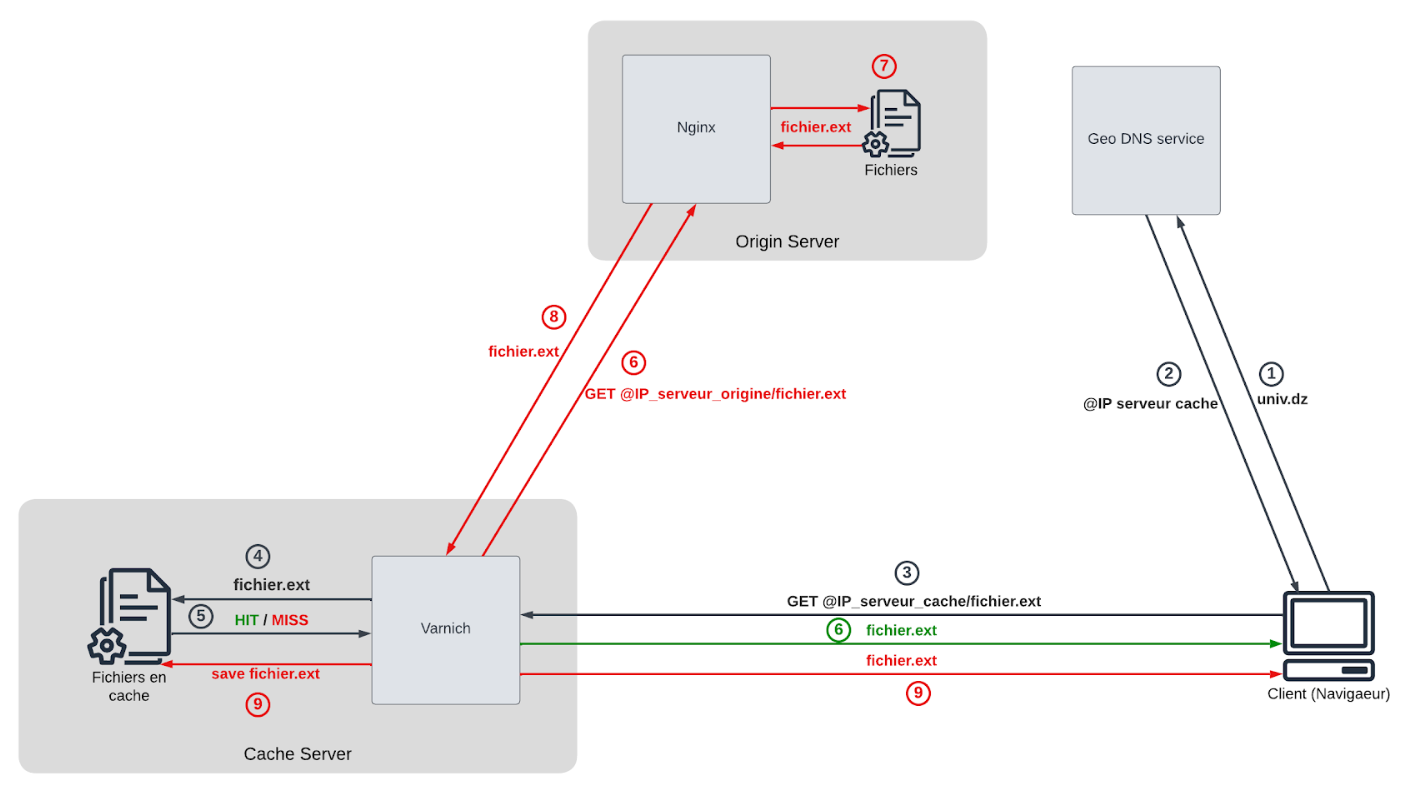 7
Nginx
fichier.ext
Fichiers
Origin Server
Geo DNS service
8
fichier.ext
6
GET @IP_serveur_origine/fichier.ext
2
@IP serveur cache
1
univ.dz
4
fichier.ext
5
HIT / MISS
save fichier.ext
9
Fichiers en
cache
Varnich
Cache Server
3
GET @IP_serveur_cache/fichier.ext
6
fichier.ext
fichier.ext
9
Client (Navigaeur)